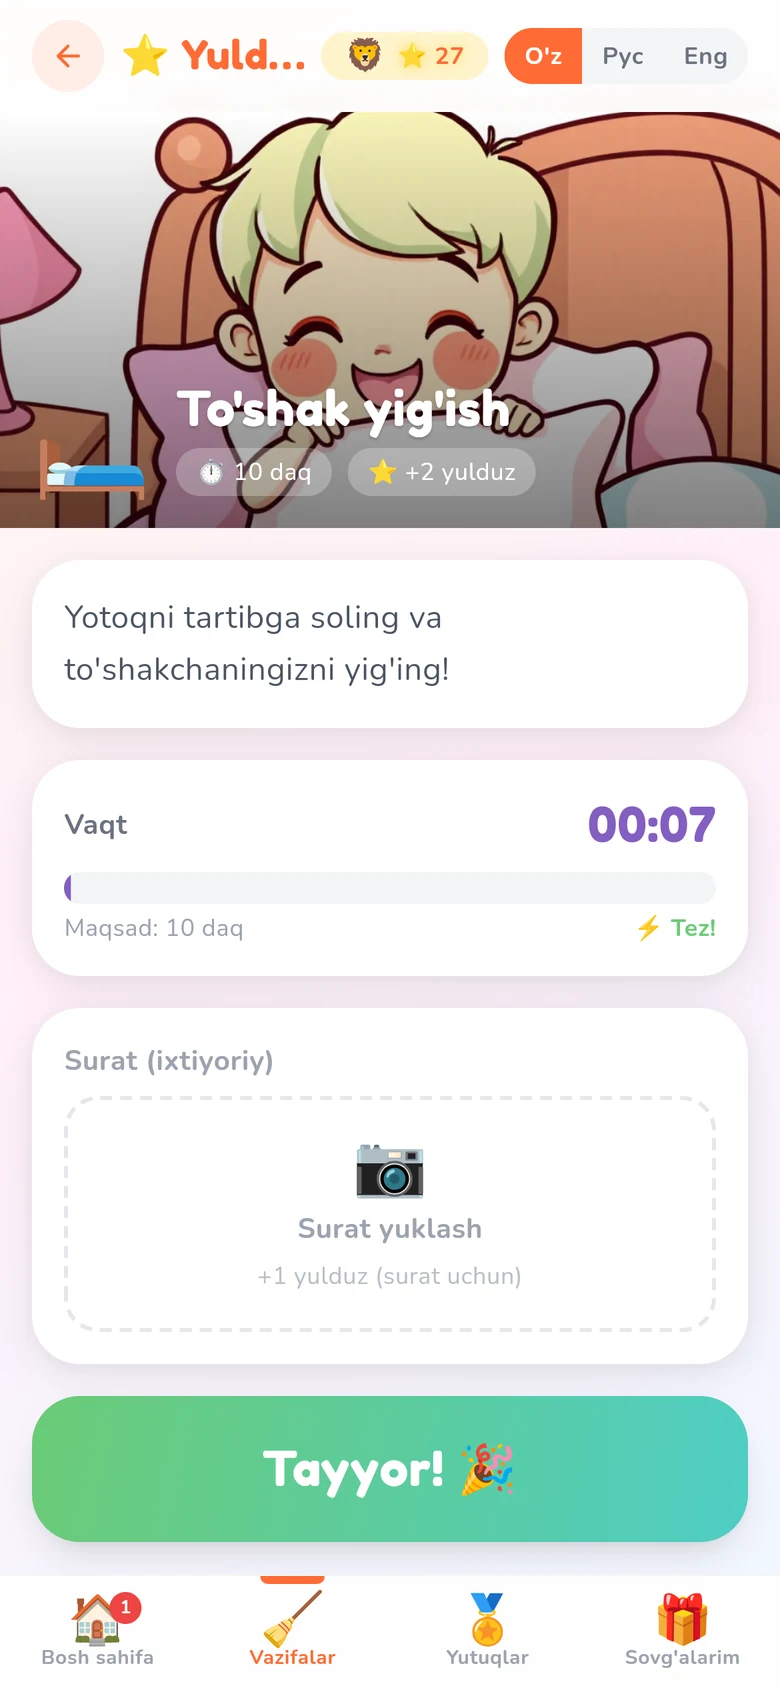 Yuld...
27
O'z
Рус
Eng
To'shak yig'ish
10 daq
+2 yulduz
Yotoqni tartibga soling va
to'shakchaningizni yig'ing!
Vaqt
00:07
Maqsad: 10 daq
Tez!
Surat (ixtiyoriy)
Surat yuklash
+1 yulduz (surat uchun)
Tayyor!
1
Bosh sahifa
Vazifalar
Yutuqlar
Sovg'alarim